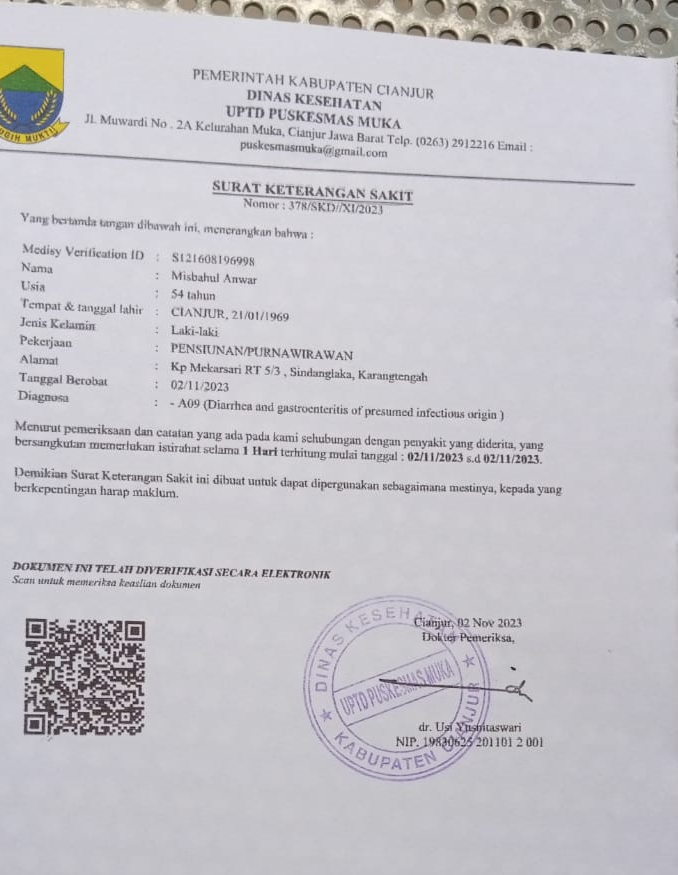 PEMERINTAH KABUPATEN CIANJUR
DINAS KESEHATAN
UPTD PUSKESMAS MUKA
Jl. Muwardi No . 2A Kelurahan Muka, Cianjur Jawa Barat Telp. (0263) 2912216 Email :
puskesmasmuka@gmail.com
SURAT KETERANGAN SAKIT
Nomor : 378/SKD//XI/2023
Yang bertanda tangan dibawah ini, menerangkan bahwa :
Medisy Verification ID : S121608196998
Nama : Misbahul Anwar
Usia : 54 tahun
Tempat & tanggal lahir : CIANJUR, 21/01/1969
Jenis Kelamin : Laki-laki
Pekerjaan : PENSIUNAN/PURNAWIRAWAN
Alamat : Kp Mekarsari RT 5/3 , Sindanglaka, Karangtengah
Tanggal Berobat : 02/11/2023
Diagnosa : - A09 (Diarrhea and gastroenteritis of presumed infectious origin )
Menurut pemeriksaan dan catatan yang ada pada kami sehubungan dengan penyakit yang diderita, yang
bersangkutan memerlukan istirahat selama 1 Hari terhitung mulai tanggal : 02/11/2023 s.d 02/11/2023.
Demikian Surat Keterangan Sakit ini dibuat untuk dapat dipergunakan sebagaimana mestinya, kepada yang
berkepentingan harap maklum.
DOKUMEN INI TELAH DIVERIFIKASI SECARA ELEKTRONIK
Scan untuk memeriksa keaslian dokumen
Cianjur, 02 Nov 2023
Dokter Pemeriksa,
DINAS KESEHATAN
UPTD PUSKESMAS MUKA
KABUPATEN CIANJUR
dr. Usi
NIP. 19830625 201101 2 001